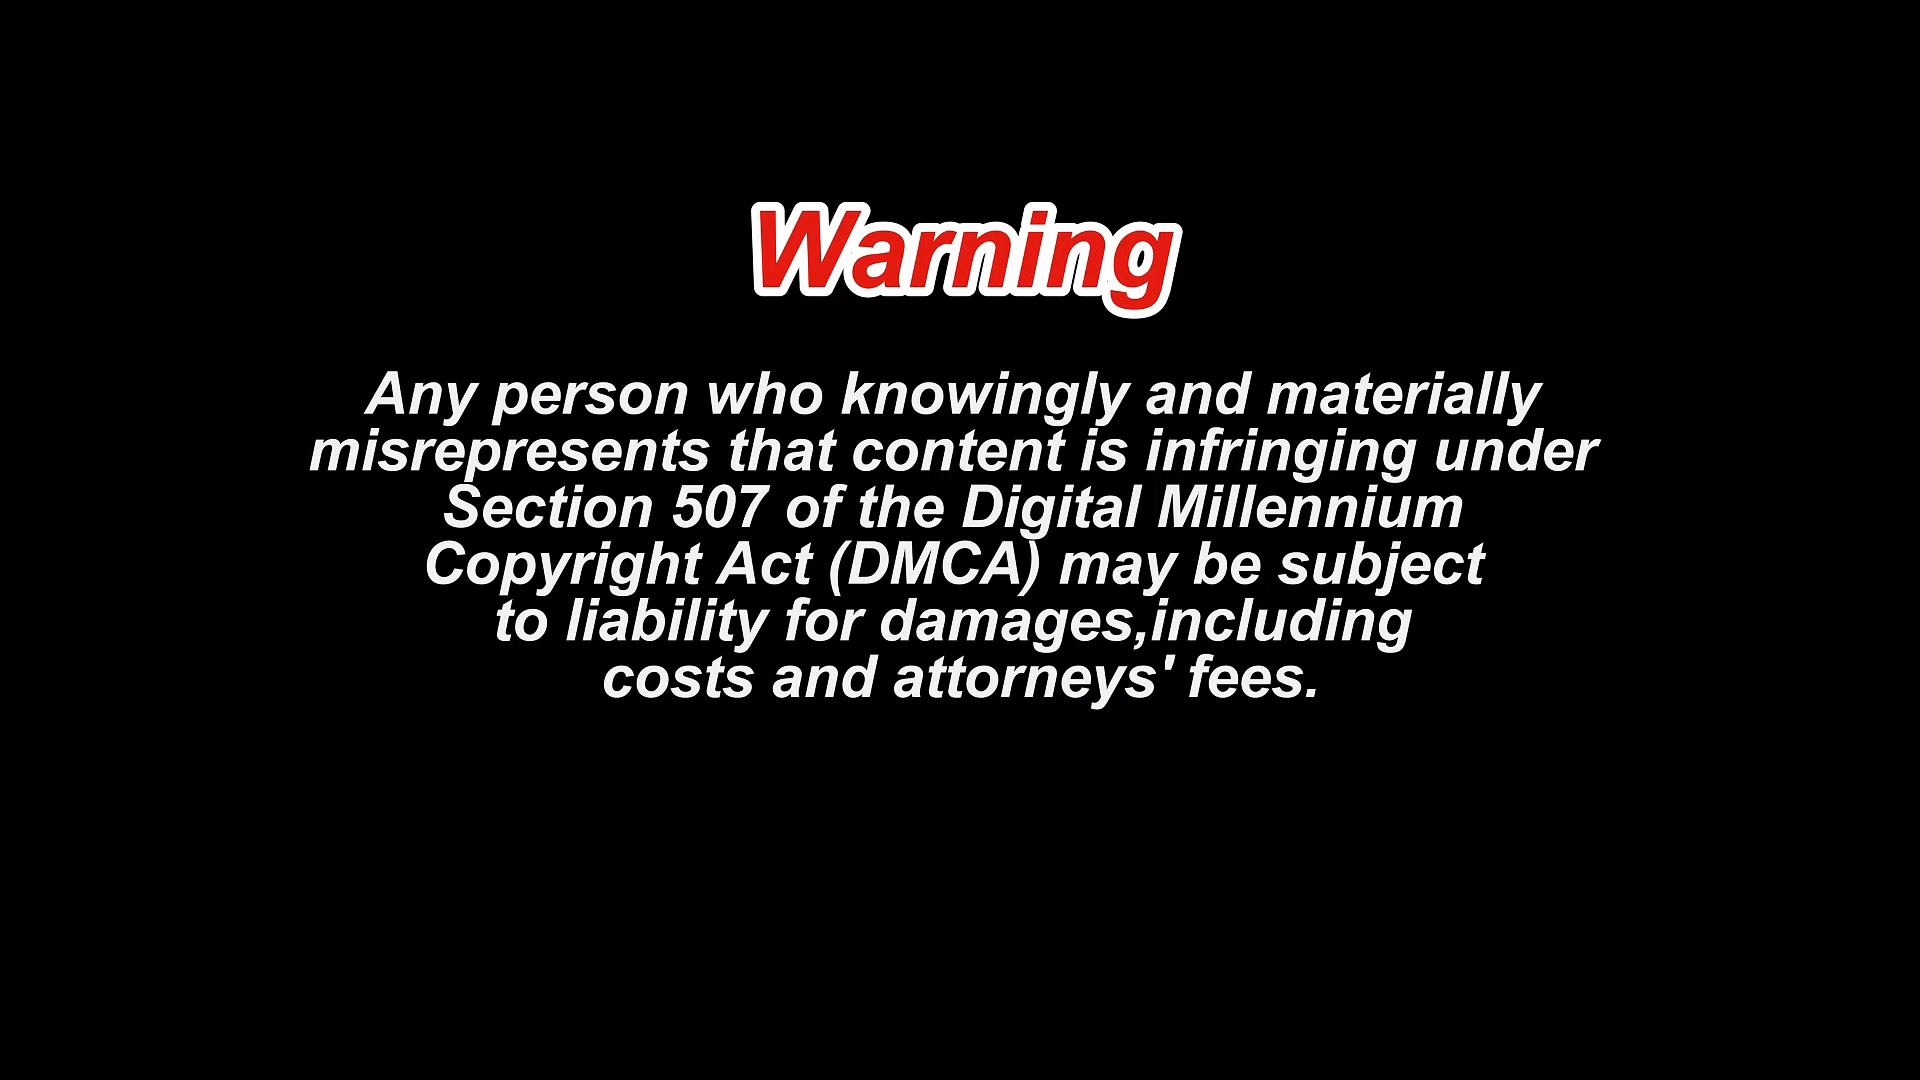 Warning
Any person who knowingly and materially
misrepresents that content is infringing under
Section 507 of the Digital Millennium
Copyright Act (DMCA) may be subject
to liability for damages,including
costs and attorneys' fees.